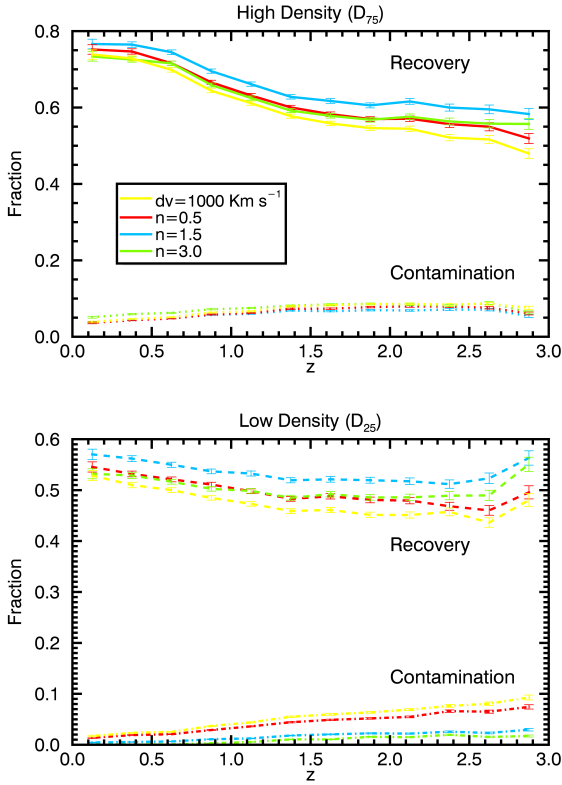 High Density (D75)
0.8
Recovery
0.6
Fraction
0.4
dv=1000 Km s−1
n=0.5
n=1.5
n=3.0
0.2
Contamination
0.0
0.0 0.5 1.0 1.5 2.0 2.5 3.0
z
Low Density (D25)
0.6
0.5
0.4
Recovery
0.3
Fraction
0.2
Contamination
0.1
0.0
0.0 0.5 1.0 1.5 2.0 2.5 3.0
z